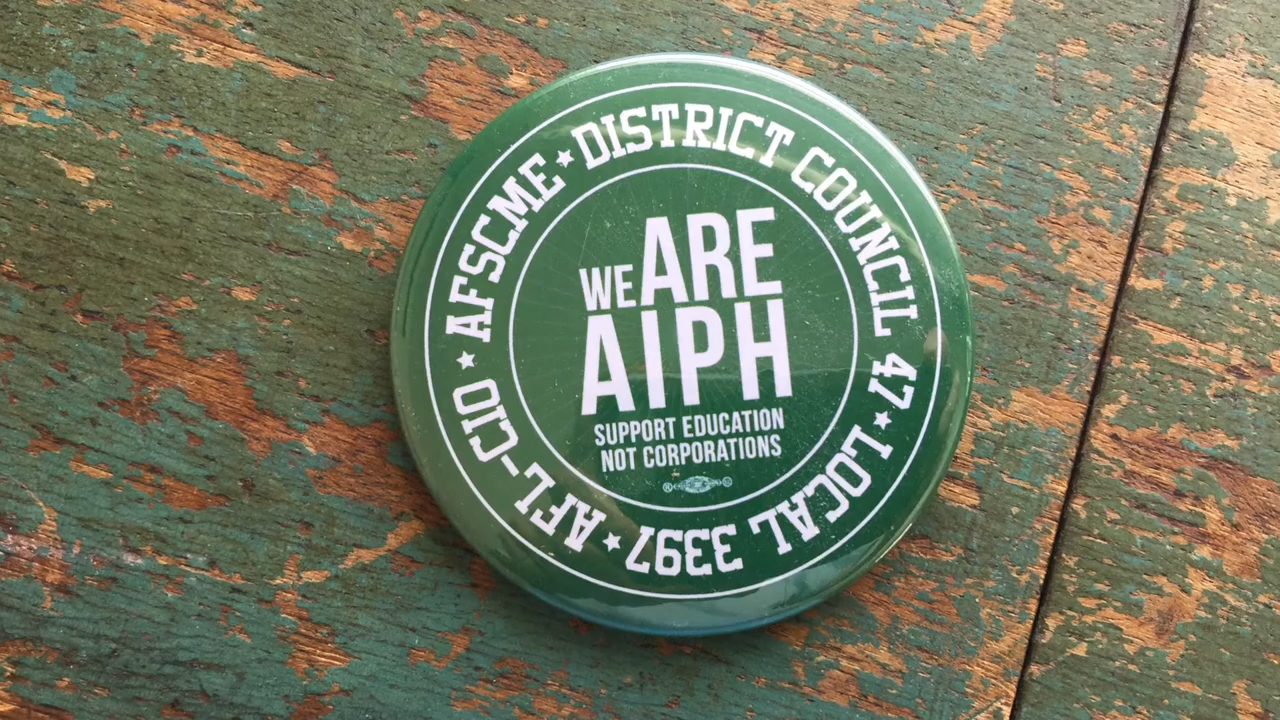 AFSCME ★ DISTRICT COUNCIL 47 ★ LOCAL 3397 ★ AFL-CIO ★
WE ARE
AIPH
SUPPORT EDUCATION
NOT CORPORATIONS